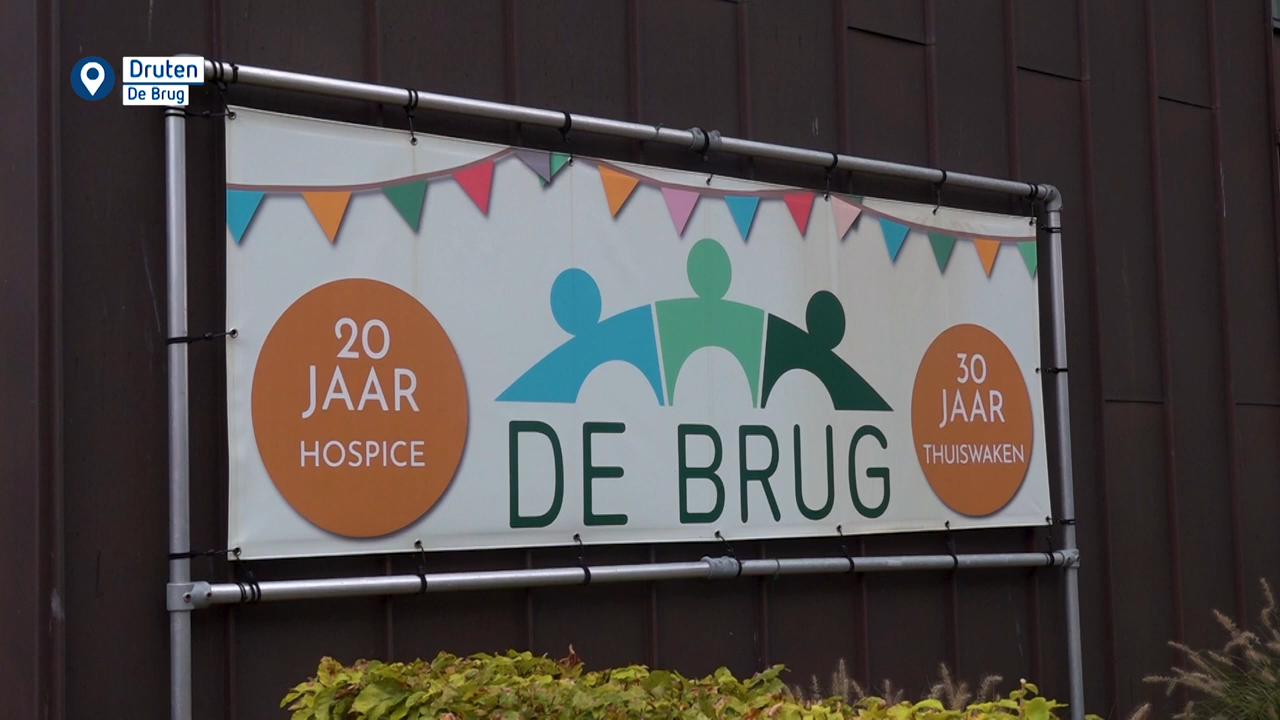 Druten
De Brug
20
JAAR
HOSPICE
DE BRUG
30
JAAR
THUISWAKEN